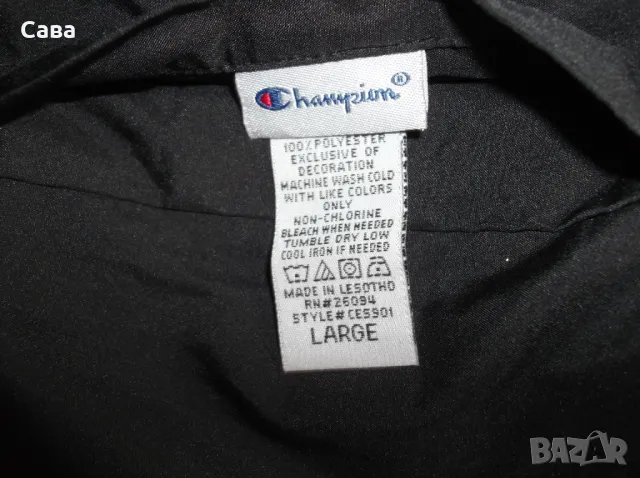 Сава
Champion®
100% POLYESTER
EXCLUSIVE OF
DECORATION
MACHINE WASH COLD
WITH LIKE COLORS
ONLY
NON-CHLORINE
BLEACH WHEN NEEDED
TUMBLE DRY LOW
COOL IRON IF NEEDED
MADE IN LESOTHO
RN#26094
STYLE# CE5901
LARGE
BAZAR